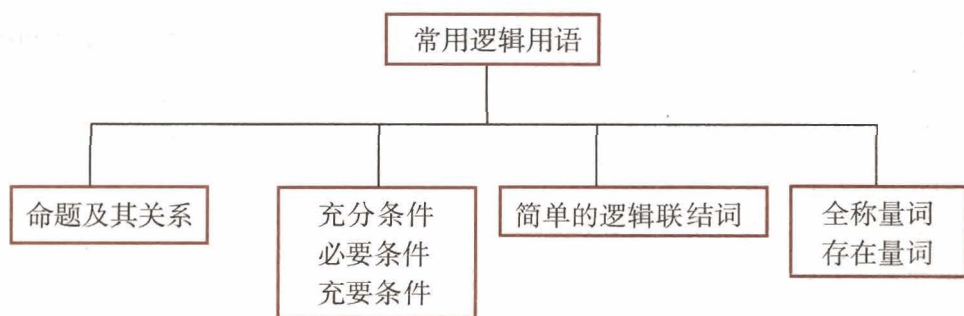 常用逻辑用语
命题及其关系
充分条件
必要条件
充要条件
简单的逻辑联结词
全称量词
存在量词